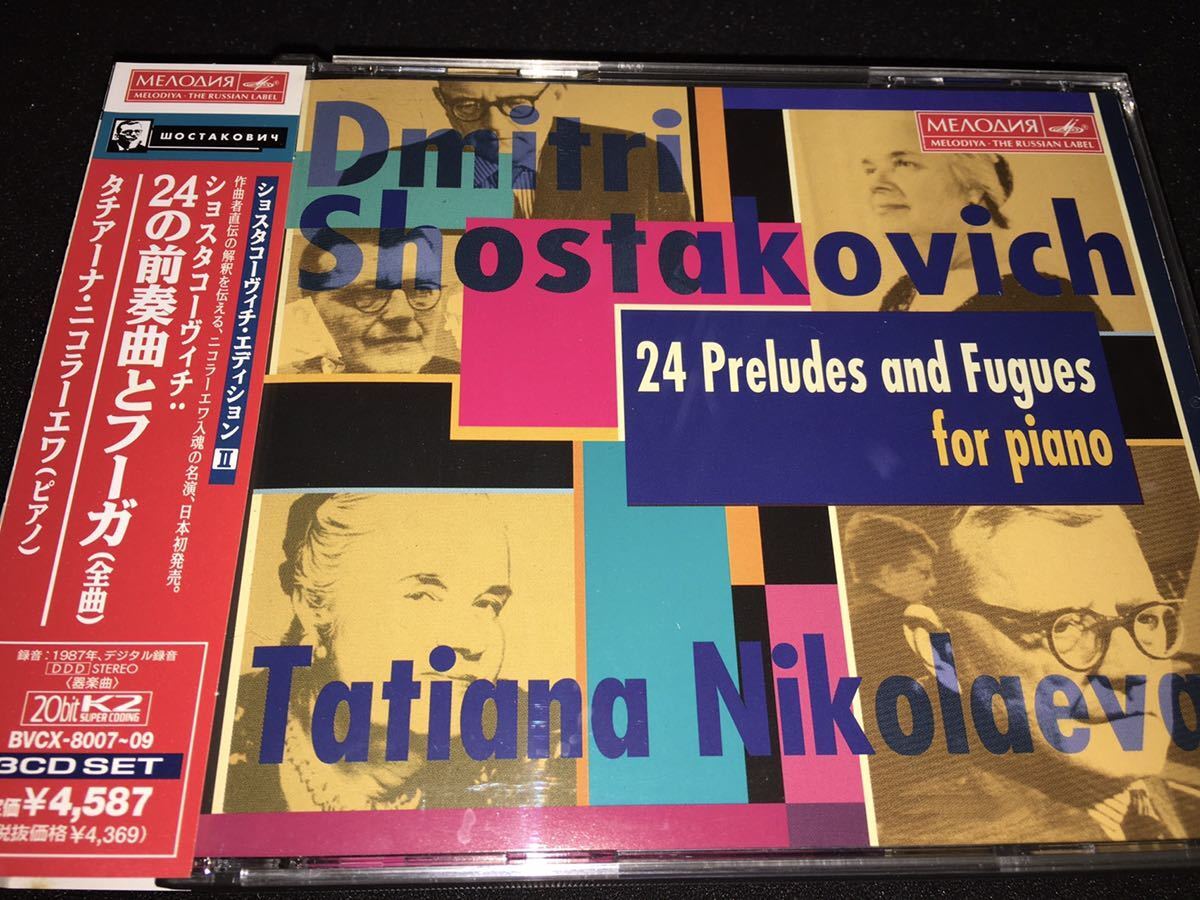 МЕЛОДИЯ
MELODIYA · THE RUSSIAN LABEL
ШОСТАКОВИЧ
ショスタコーヴィチ・エディション II
作曲者直伝の解釈を伝える、ニコラーエワ入魂の名演、日本初発売。
ショスタコーヴィチ:
24の前奏曲とフーガ(全曲)
タチアーナ・ニコラーエワ(ピアノ)
録音:1987年、デジタル録音
DDD STEREO
〈器楽曲〉
20bit K2
SUPER CODING
BVCX-8007~09
3CD SET
価¥4,587
税抜価格¥4,369)
Dmitri
Shostakovich
МЕЛОДИЯ
MELODIYA · THE RUSSIAN LABEL
24 Preludes and Fugues
for piano
Tatiana Nikolaeva